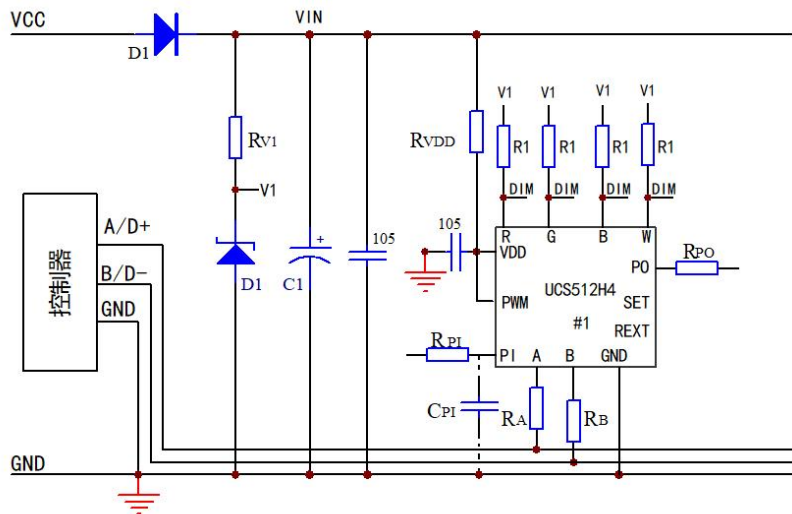 VCC
VIN
D1
RV1
V1
D1
+
C1
105
控制器
A/D+
B/D-
GND
GND
RVDD
105
V1
V1
V1
V1
R1
R1
R1
R1
DIM
DIM
DIM
DIM
R
G
B
W
VDD
PO
RPO
UCS512H4
SET
PWM
#1
REXT
RPI
PI
A
B
GND
CPI
RA
RB